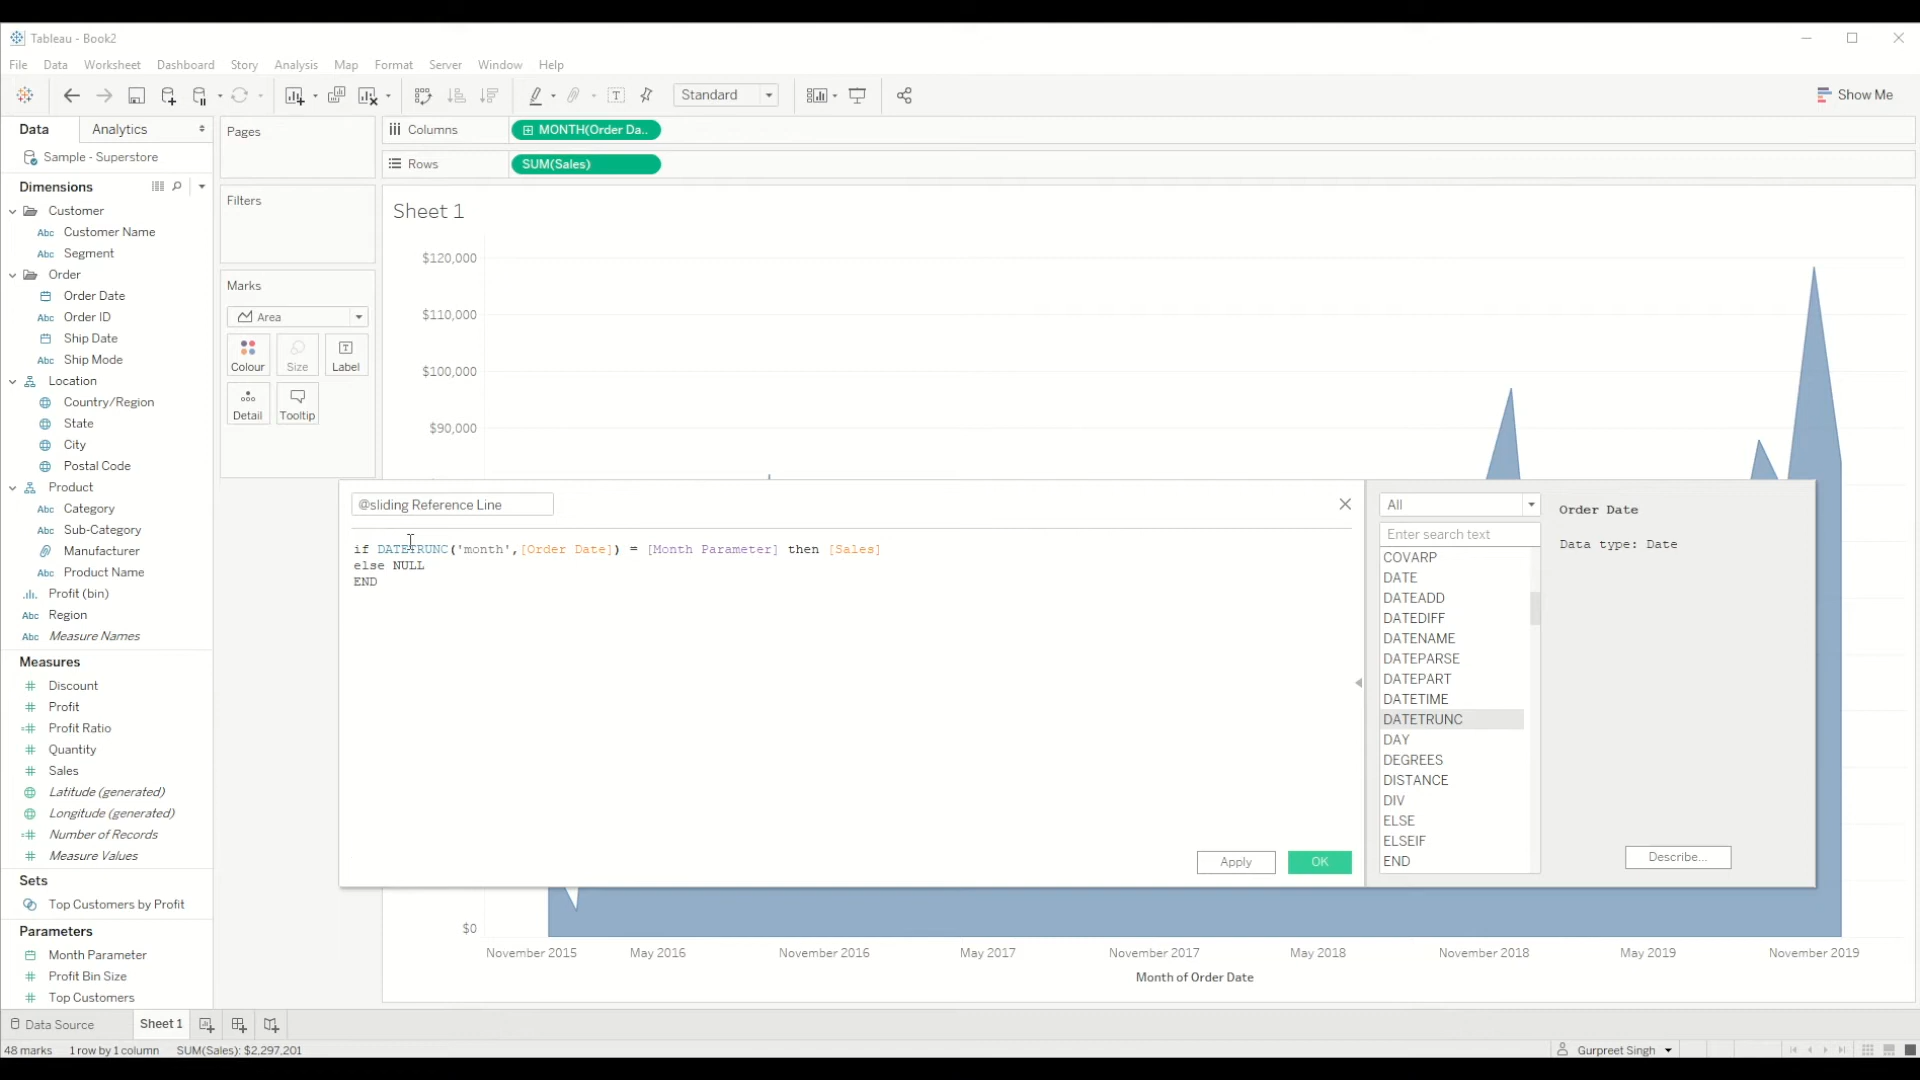 Tableau - Book2
File Data Worksheet Dashboard Story Analysis Map Format Server Window Help
Standard
Show Me
Data
Analytics
Sample - Superstore
Dimensions
Customer
Abc Customer Name
Abc Segment
Order
Order Date
Abc Order ID
Ship Date
Abc Ship Mode
Location
Country/Region
State
City
Postal Code
Product
Abc Category
Abc Sub-Category
Manufacturer
Abc Product Name
Profit (bin)
Abc Region
Abc Measure Names
Measures
# Discount
# Profit
=# Profit Ratio
# Quantity
# Sales
Latitude (generated)
Longitude (generated)
=# Number of Records
# Measure Values
Sets
Top Customers by Profit
Parameters
Month Parameter
# Profit Bin Size
# Top Customers
Pages
Filters
Marks
Area
Colour Size Label
Detail Tooltip
Columns
MONTH(Order Da..
Rows
SUM(Sales)
Sheet 1
$120,000
$110,000
$100,000
$90,000
$0
November 2015 May 2016 November 2016 May 2017 November 2017 May 2018 November 2018 May 2019 November 2019
Month of Order Date
@sliding Reference Line
if DATETRUNC('month',[Order Date]) = [Month Parameter] then [Sales]
else NULL
END
Apply
OK
All
Enter search text
COVARP
DATE
DATEADD
DATEDIFF
DATENAME
DATEPARSE
DATEPART
DATETIME
DATETRUNC
DAY
DEGREES
DISTANCE
DIV
ELSE
ELSEIF
END
Order Date
Data type: Date
Describe...
Data Source
Sheet 1
48 marks 1 row by 1 column SUM(Sales): $2,297,201
Gurpreet Singh